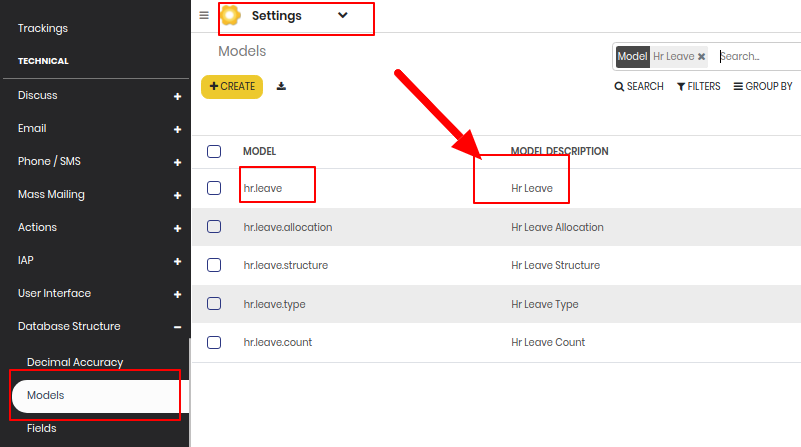 Trackings
TECHNICAL
Discuss
Email
Phone / SMS
Mass Mailing
Actions
IAP
User Interface
Database Structure
Decimal Accuracy
Models
Fields
Settings
Models
Model Hr Leave Search...
CREATE
SEARCH FILTERS GROUP BY
MODEL MODEL DESCRIPTION
hr.leave Hr Leave
hr.leave.allocation Hr Leave Allocation
hr.leave.structure Hr Leave Structure
hr.leave.type Hr Leave Type
hr.leave.count Hr Leave Count